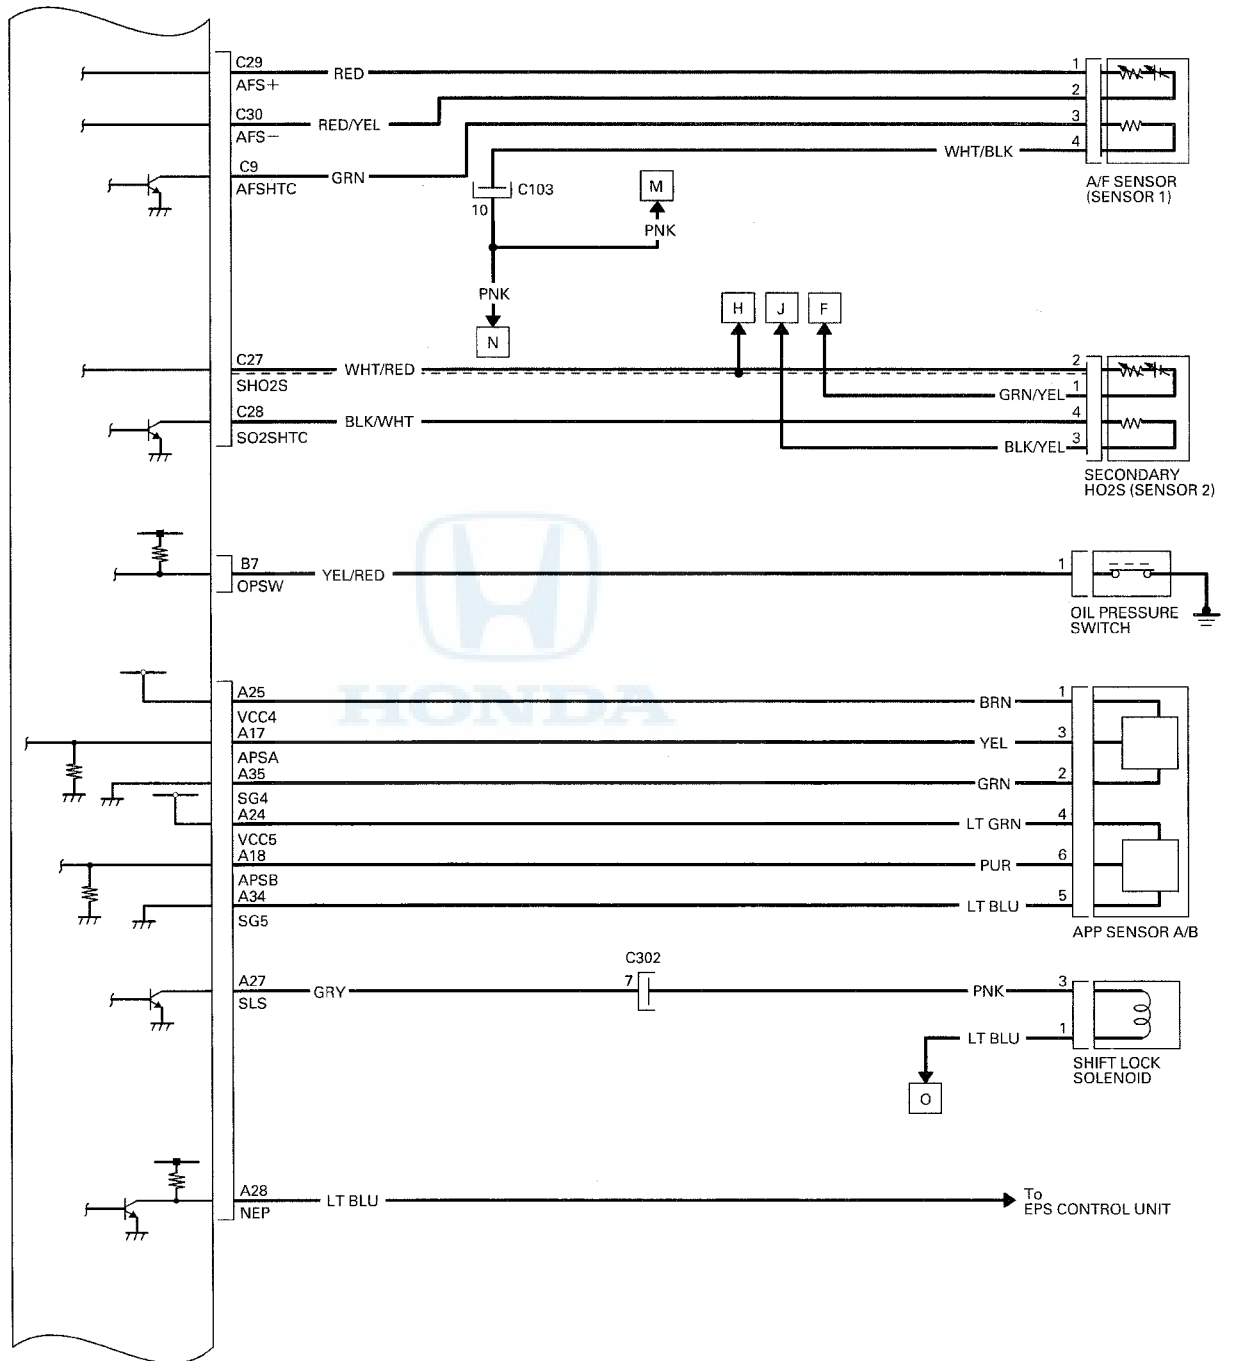 C29
AFS+
RED
1
2
C30
AFS−
RED/YEL
3
4
WHT/BLK
C9
AFSHTC
GRN
C103
10
M
PNK
A/F SENSOR
(SENSOR 1)
PNK
N
H
J
F
C27
SHO2S
WHT/RED
2
1
GRN/YEL
C28
SO2SHTC
BLK/WHT
4
3
BLK/YEL
SECONDARY
HO2S (SENSOR 2)
B7
OPSW
YEL/RED
1
OIL PRESSURE
SWITCH
HONDA
A25
VCC4
BRN
1
A17
APSA
YEL
3
A35
SG4
GRN
2
A24
VCC5
LT GRN
4
A18
APSB
PUR
6
A34
SG5
LT BLU
5
APP SENSOR A/B
C302
A27
SLS
GRY
7
PNK
3
LT BLU
1
O
SHIFT LOCK
SOLENOID
A28
NEP
LT BLU
To
EPS CONTROL UNIT